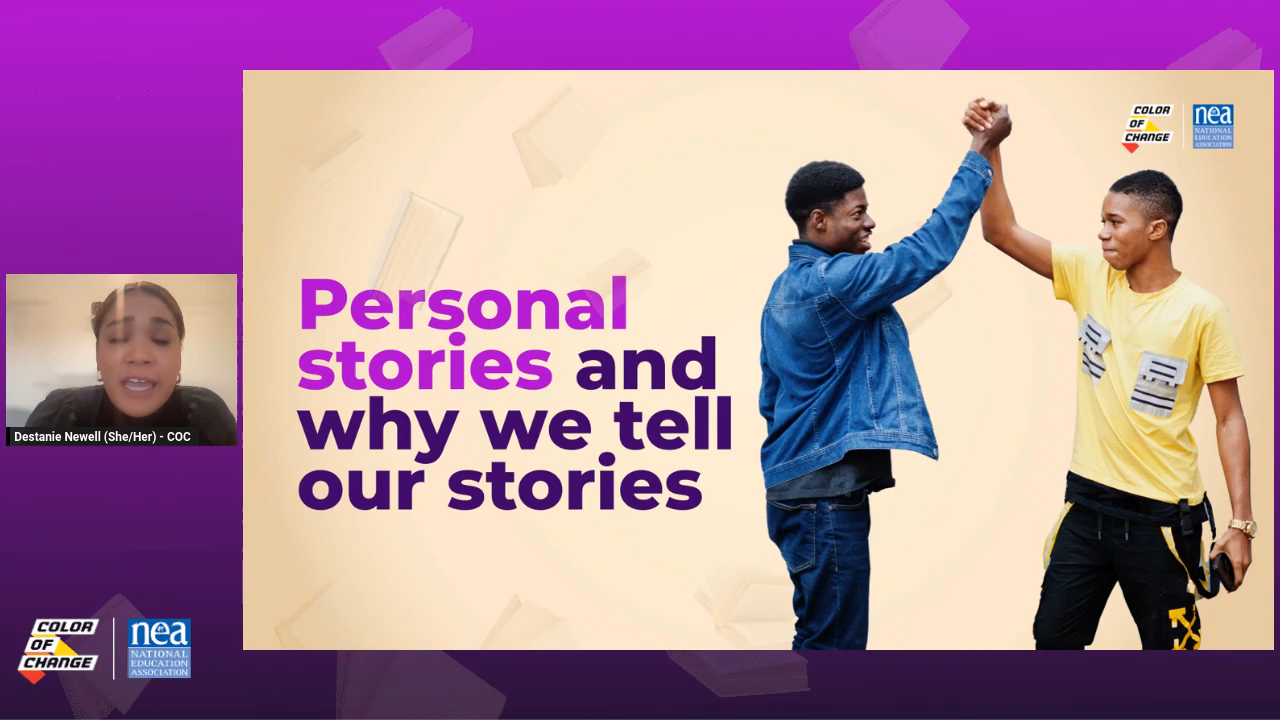 COLOR
OF
CHANGE
nea
NATIONAL
EDUCATION
ASSOCIATION
Personal
stories and
why we tell
our stories
Destanie Newell (She/Her) - COC
COLOR
OF
CHANGE
nea
NATIONAL
EDUCATION
ASSOCIATION